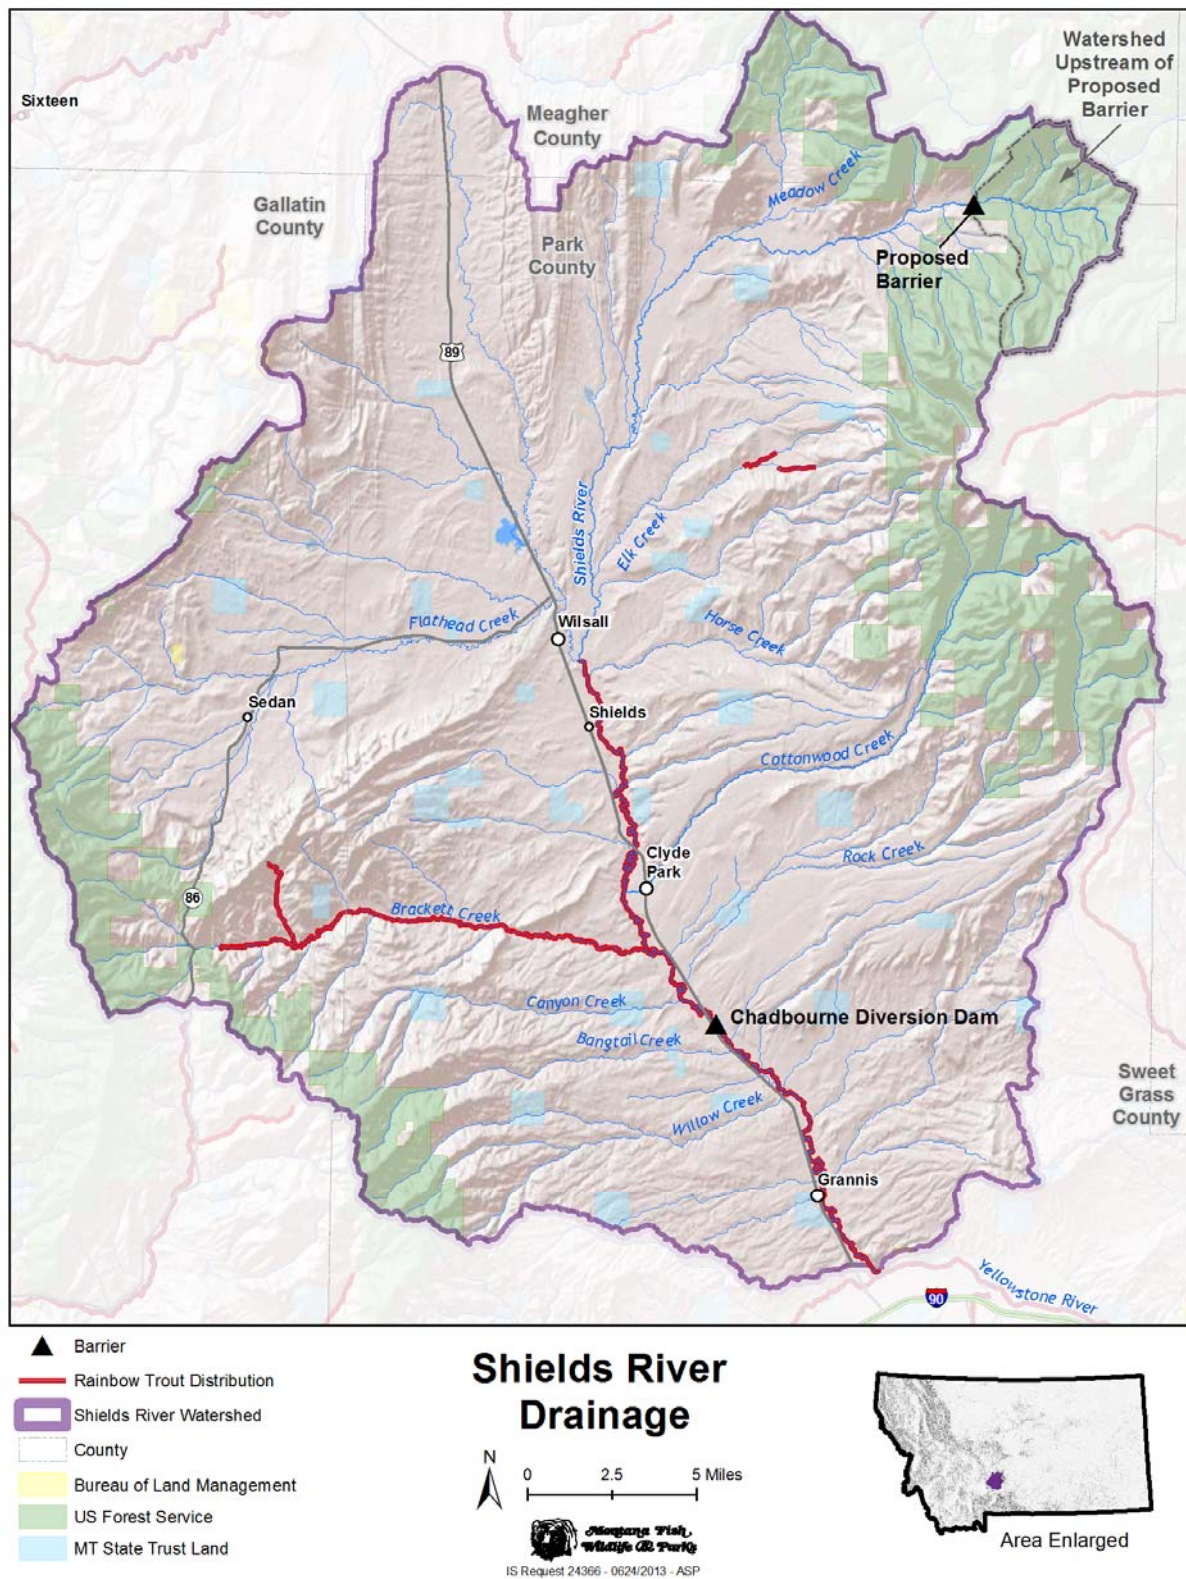 Sixteen
Meagher
County
Watershed
Upstream of
Proposed
Barrier
Gallatin
County
Park
County
Meadow Creek
Proposed
Barrier
89
Shields River
Elk Creek
Flathead Creek
Wilsall
Horse Creek
Sedan
Shields
Cottonwood Creek
Clyde
Park
Rock Creek
86
Brackett Creek
Canyon Creek
Chadbourne Diversion Dam
Bangtail Creek
Sweet
Grass
County
Willow Creek
Grannis
Yellowstone River
90
Barrier
Rainbow Trout Distribution
Shields River Watershed
County
Bureau of Land Management
US Forest Service
MT State Trust Land
Shields River
Drainage
N
0 2.5 5 Miles
Montana Fish
Wildlife & Parks
IS Request 24366 - 0624/2013 - ASP
Area Enlarged